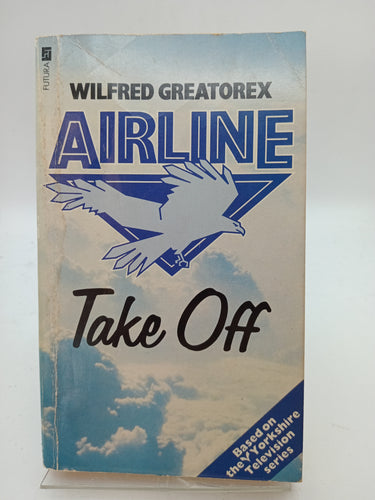 FUTURA
WILFRED GREATOREX
AIRLINE
Take Off
Based on
the Yorkshire
Television
series